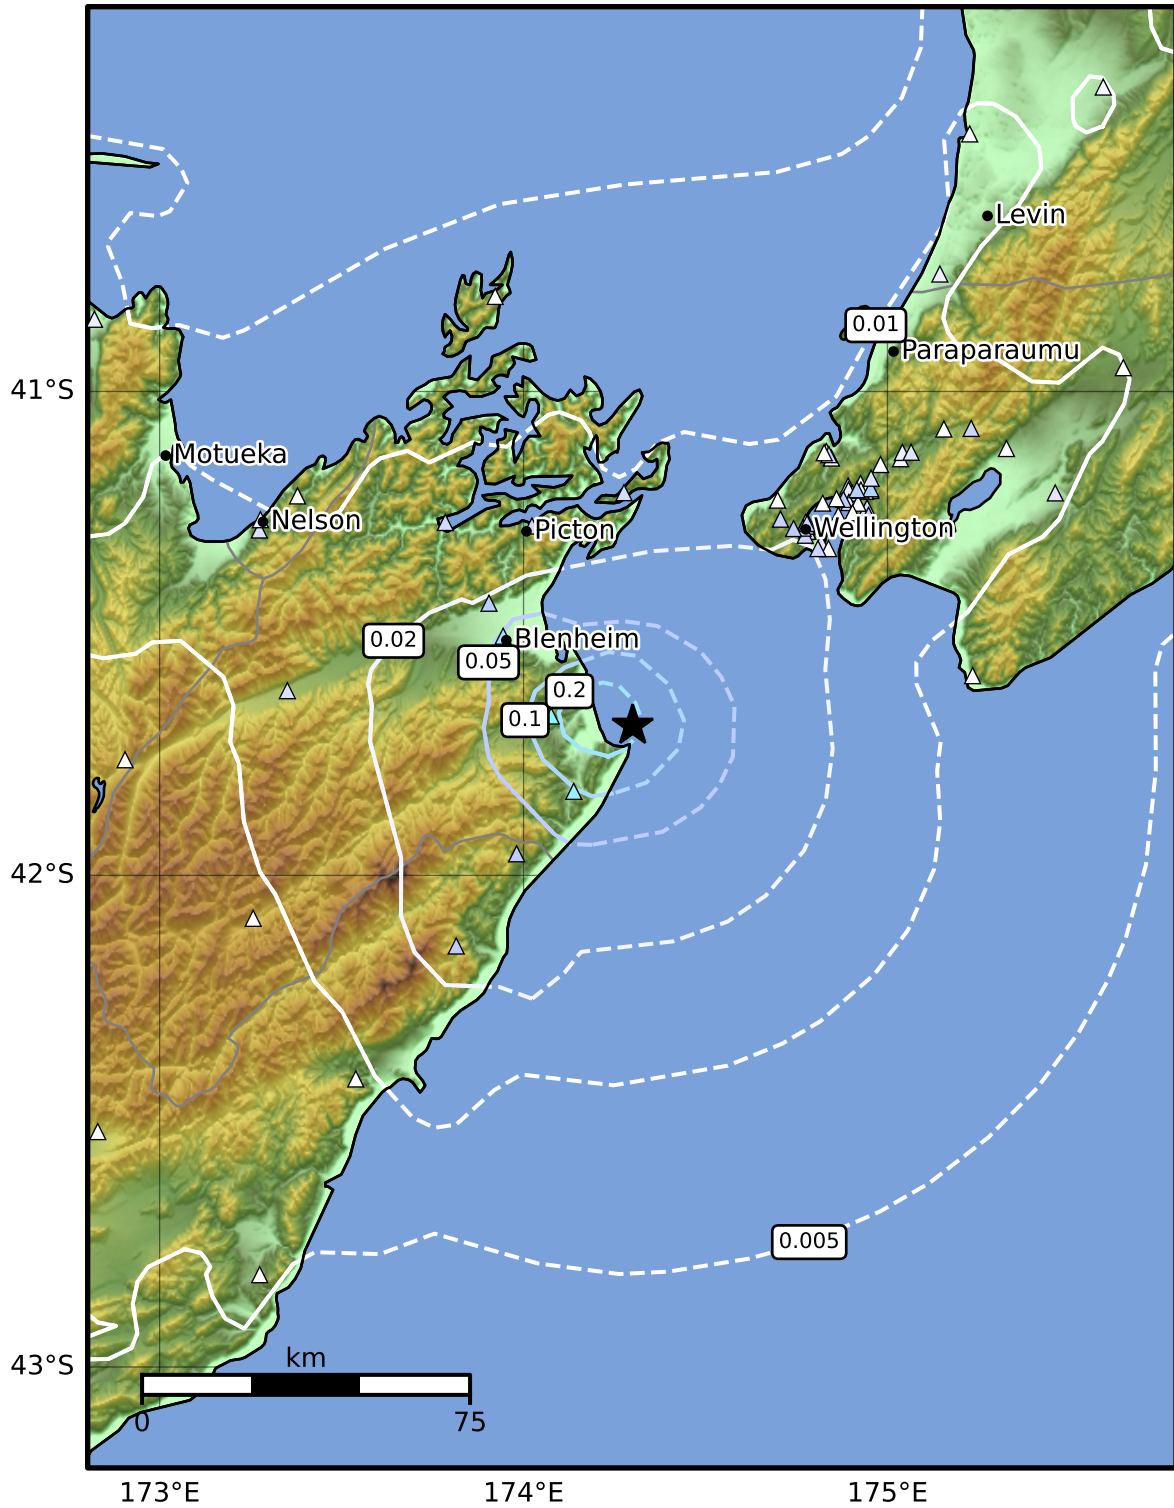 Levin
0.01
Paraparaumu
41°S
Motueka
Nelson
Picton
Wellington
0.02
Blenheim
0.05
0.2
0.1
42°S
0.005
43°S
km
0
75
173°E
174°E
175°E